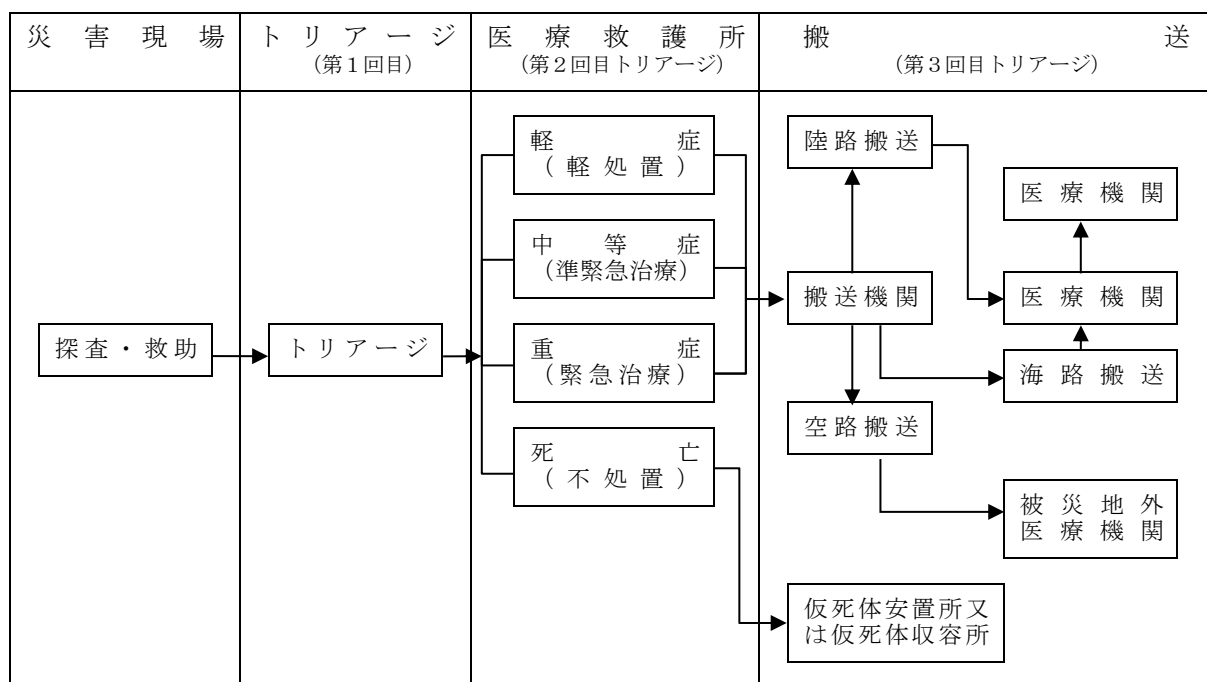 災害現場
トリアージ
(第1回目)
医療救護所
(第2回目トリアージ)
搬送
(第3回目トリアージ)
探査・救助
トリアージ
軽症
(軽処置)
中等症
(準緊急治療)
重症
(緊急治療)
死亡
(不処置)
陸路搬送
搬送機関
空路搬送
医療機関
医療機関
海路搬送
被災地外
医療機関
仮死体安置所又
は仮死体収容所